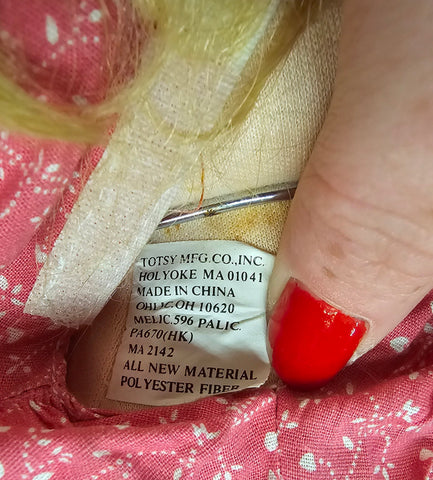 TOTSY MFG.CO.,INC.
HOLYOKE MA 01041
MADE IN CHINA
OHLIC.OH 10620
MELIC.596 PALIC.
PA670(HK)
MA 2142
ALL NEW MATERIAL
POLYESTER FIBER